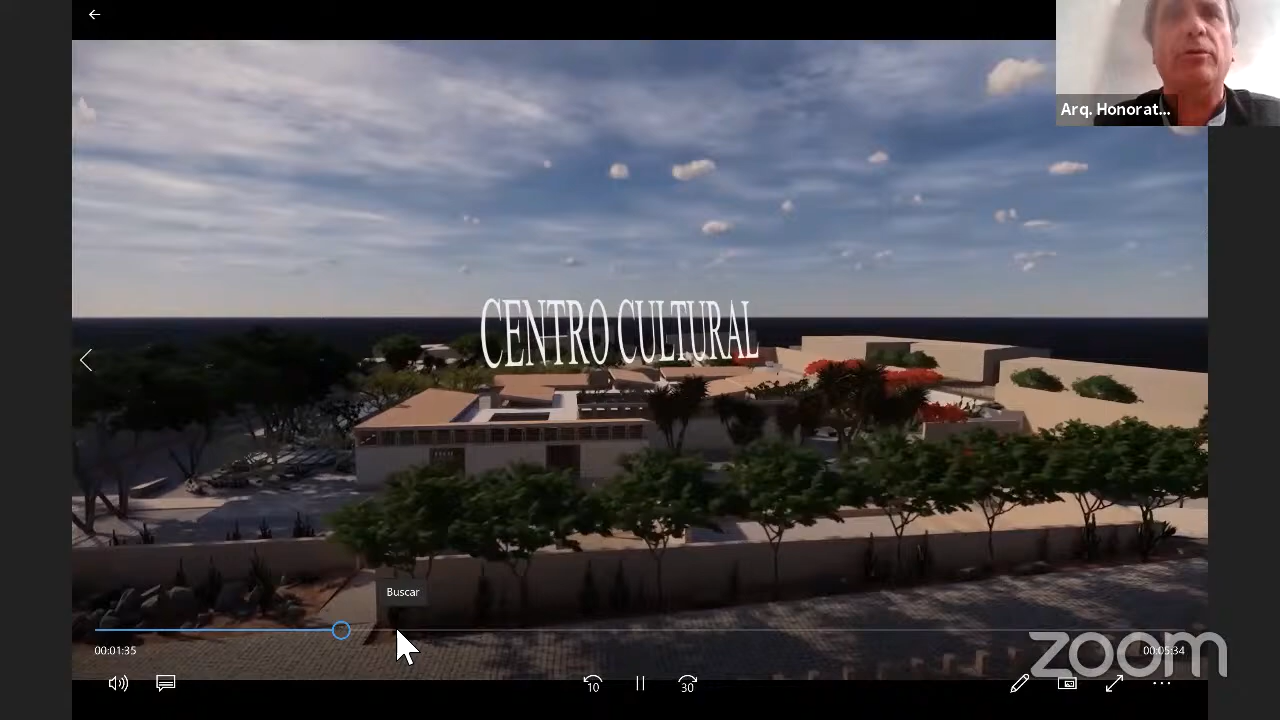 Arq. Honorat...
CENTRO CULTURAL
Buscar
00:01:35
00:05:34
zoom
10
30